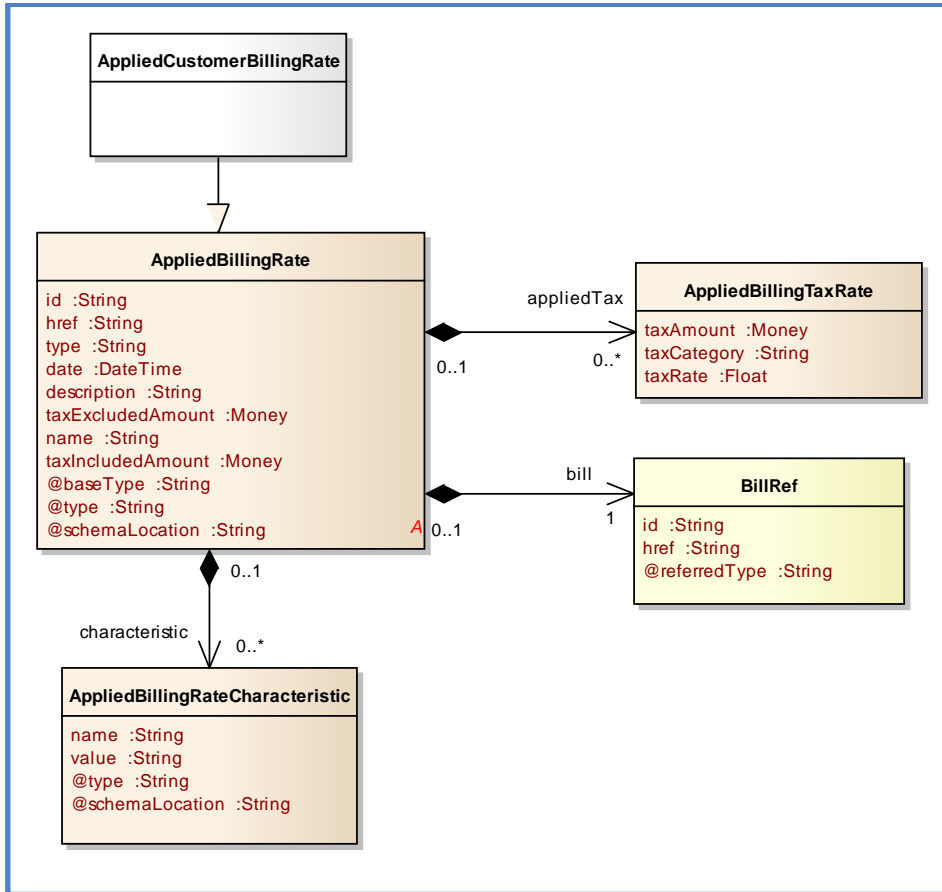 AppliedCustomerBillingRate
AppliedBillingRate
id :String
href :String
type :String
date :DateTime
description :String
taxExcludedAmount :Money
name :String
taxIncludedAmount :Money
@baseType :String
@type :String
@schemaLocation :String
A
appliedTax
0..1
0..*
AppliedBillingTaxRate
taxAmount :Money
taxCategory :String
taxRate :Float
bill
0..1
1
BillRef
id :String
href :String
@referredType :String
0..1
characteristic
0..*
AppliedBillingRateCharacteristic
name :String
value :String
@type :String
@schemaLocation :String